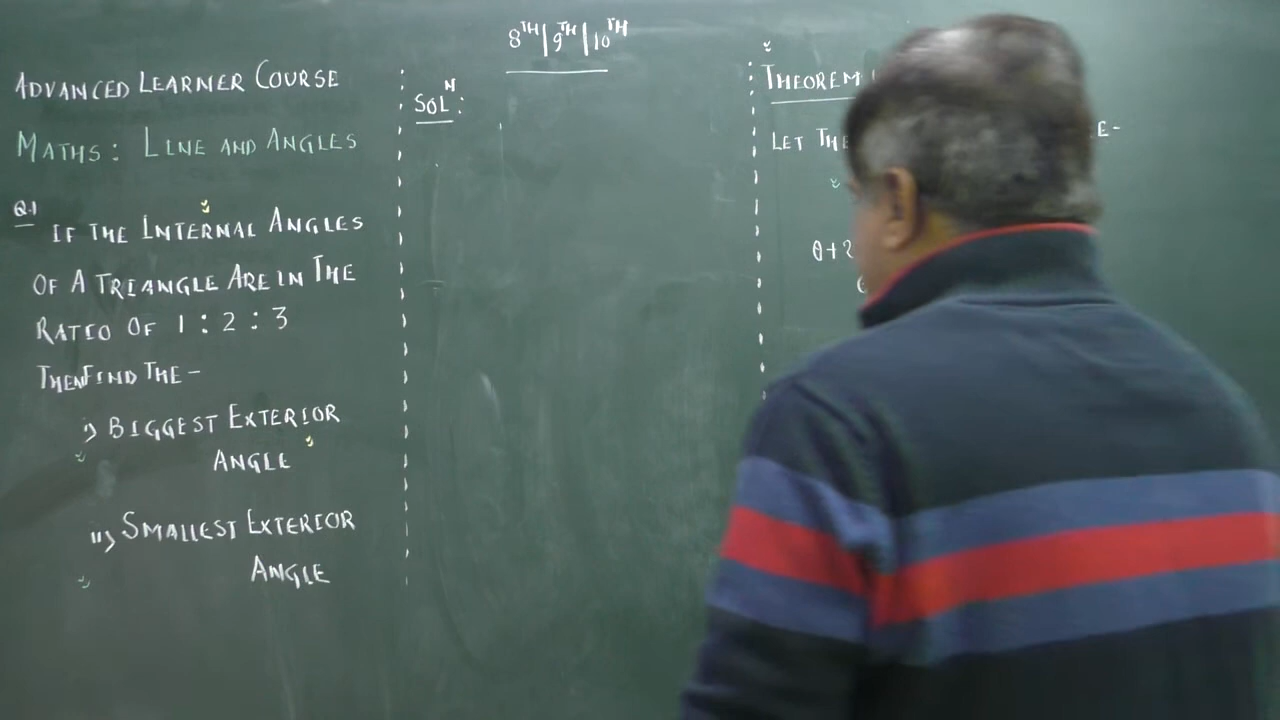 8TH|9TH|10TH
ADVANCED LEARNER COURSE
MATHS: LINE AND ANGLES
Q.1
IF THE INTERNAL ANGLES
OF A TRIANGLE ARE IN THE
RATIO OF 1 : 2 : 3
THEN FIND THE -
i) BIGGEST EXTERIOR
ANGLE
ii) SMALLEST EXTERIOR
ANGLE
SOLN:
THEOREM
LET THE
θ+2